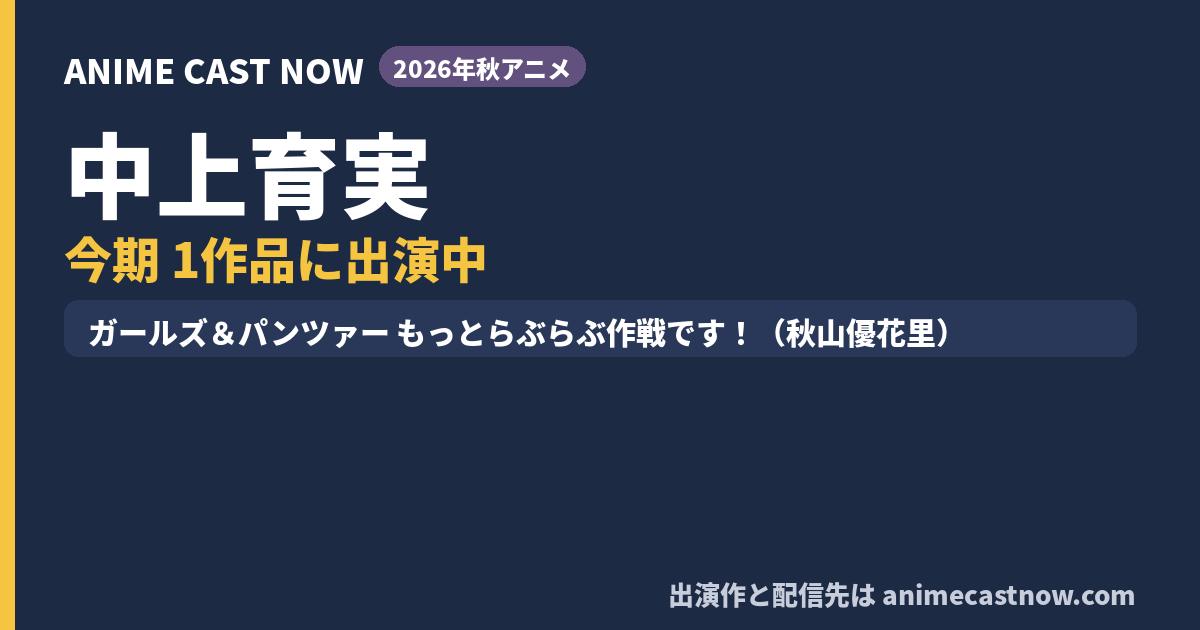 ANIME CAST NOW 2026年秋アニメ
中上育実
今期 1作品に出演中
ガールズ＆パンツァー もっとらぶらぶ作戦です！（秋山優花里）
出演作と配信先は animecastnow.com